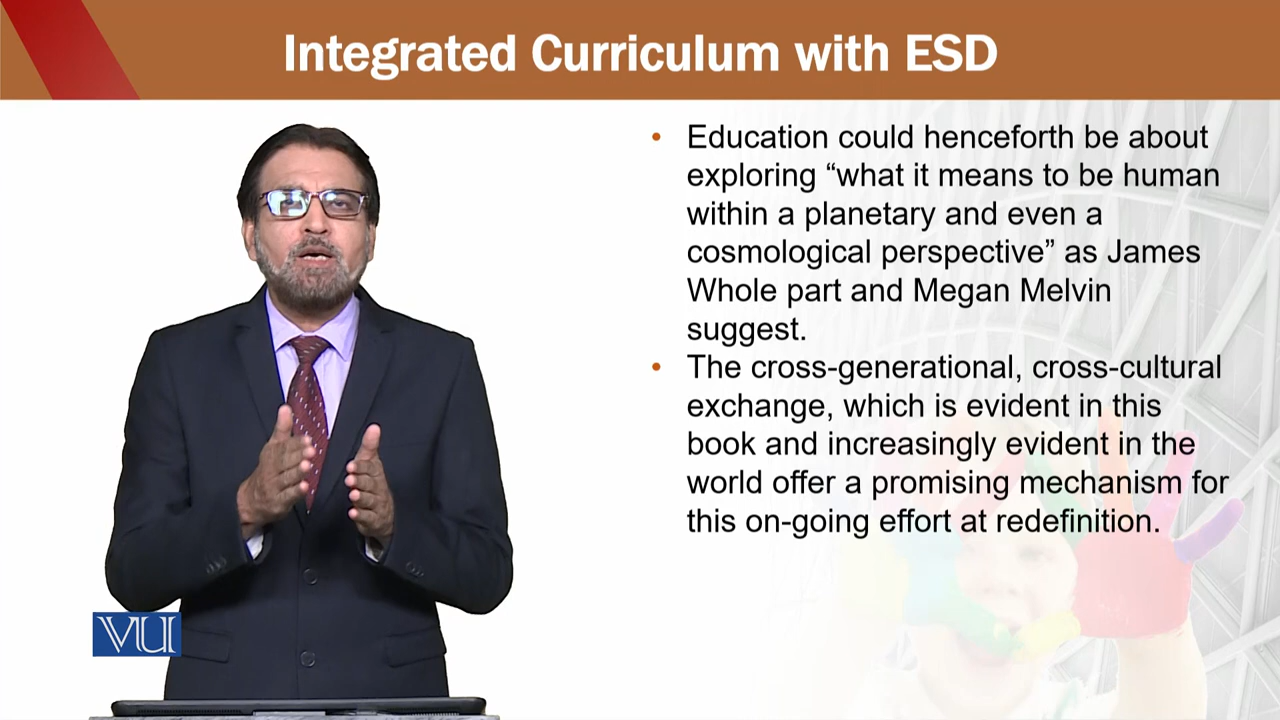 Integrated Curriculum with ESD
• Education could henceforth be about
exploring “what it means to be human
within a planetary and even a
cosmological perspective” as James
Whole part and Megan Melvin
suggest.
• The cross-generational, cross-cultural
exchange, which is evident in this
book and increasingly evident in the
world offer a promising mechanism for
this on-going effort at redefinition.
VU